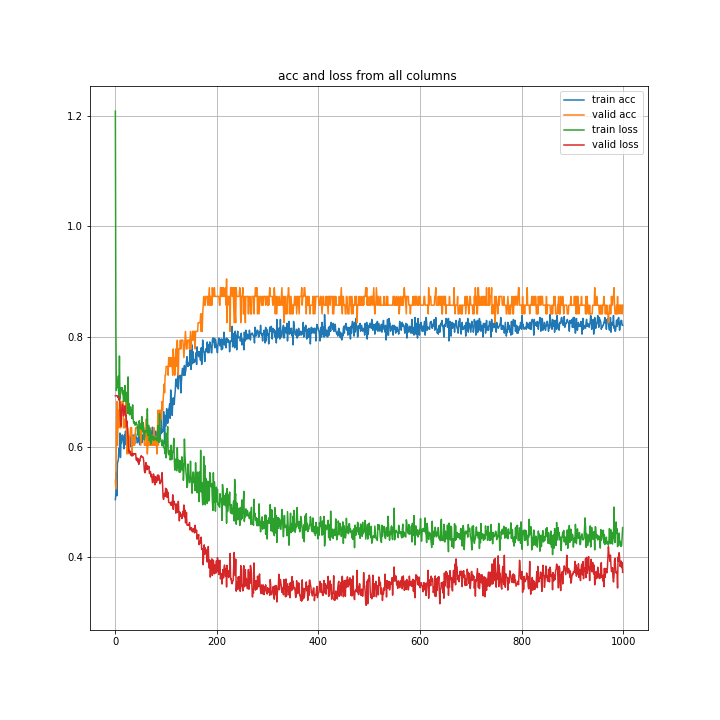 acc and loss from all columns
train acc
valid acc
train loss
valid loss
1.2
1.0
0.8
0.6
0.4
0 200 400 600 800 1000